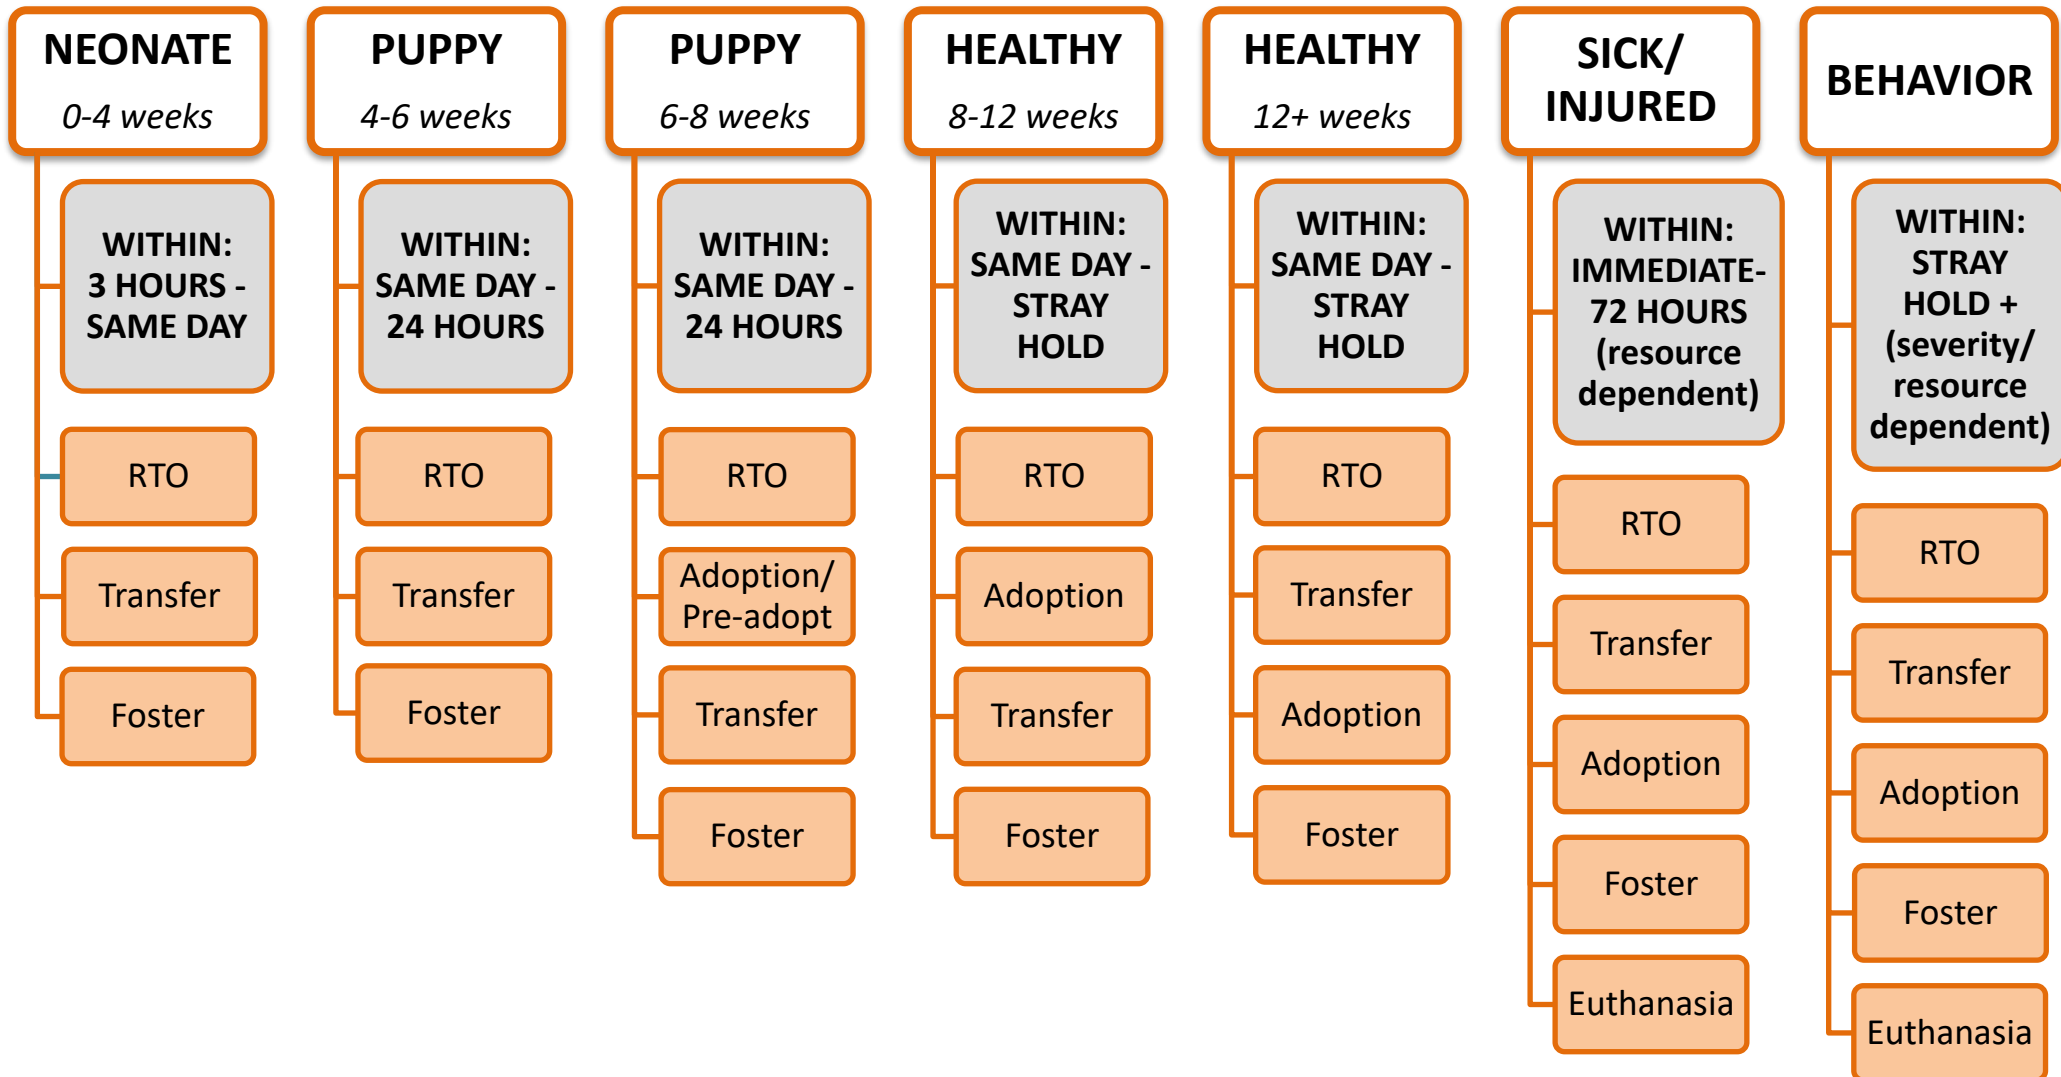 NEONATE
0-4 weeks
WITHIN:
3 HOURS -
SAME DAY
RTO
Transfer
Foster
PUPPY
4-6 weeks
WITHIN:
SAME DAY -
24 HOURS
RTO
Transfer
Foster
PUPPY
6-8 weeks
WITHIN:
SAME DAY -
24 HOURS
RTO
Adoption/
Pre-adopt
Transfer
Foster
HEALTHY
8-12 weeks
WITHIN:
SAME DAY -
STRAY
HOLD
RTO
Adoption
Transfer
Foster
HEALTHY
12+ weeks
WITHIN:
SAME DAY -
STRAY
HOLD
RTO
Transfer
Adoption
Foster
SICK/
INJURED
WITHIN:
IMMEDIATE-
72 HOURS
(resource
dependent)
RTO
Transfer
Adoption
Foster
Euthanasia
BEHAVIOR
WITHIN:
STRAY
HOLD +
(severity/
resource
dependent)
RTO
Transfer
Adoption
Foster
Euthanasia